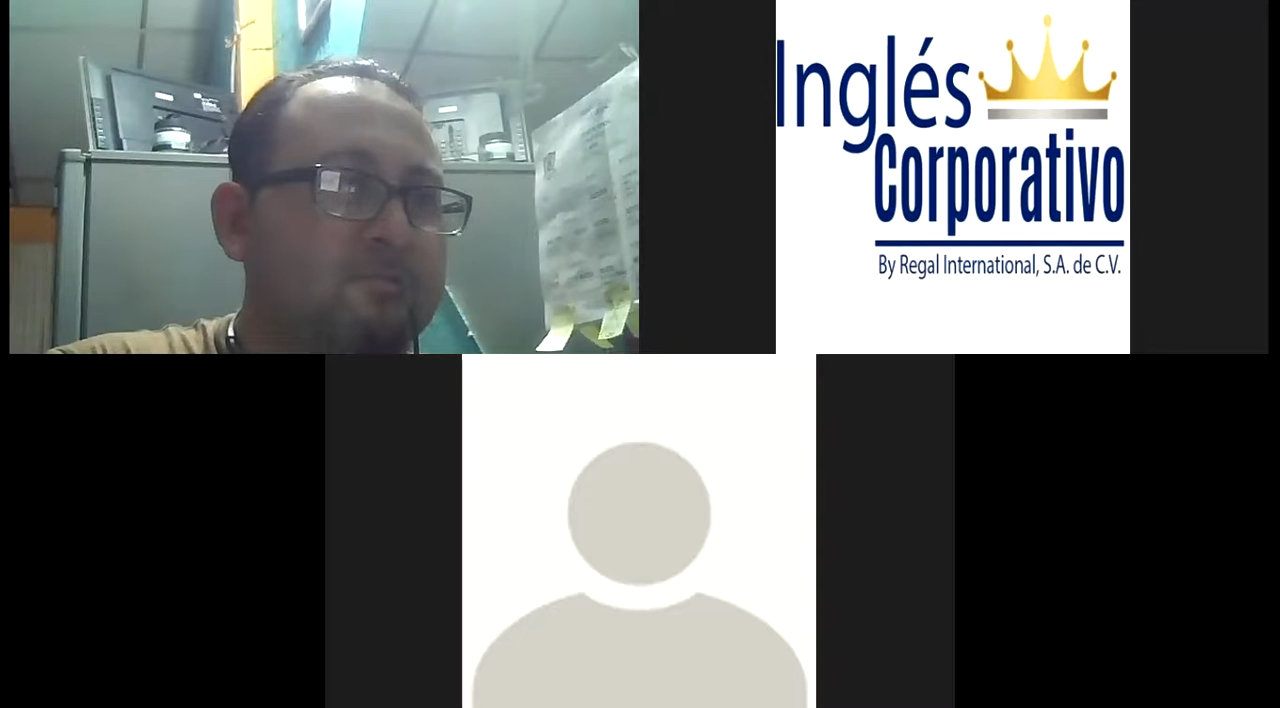 Inglés
Corporativo
By Regal International, S.A. de C.V.